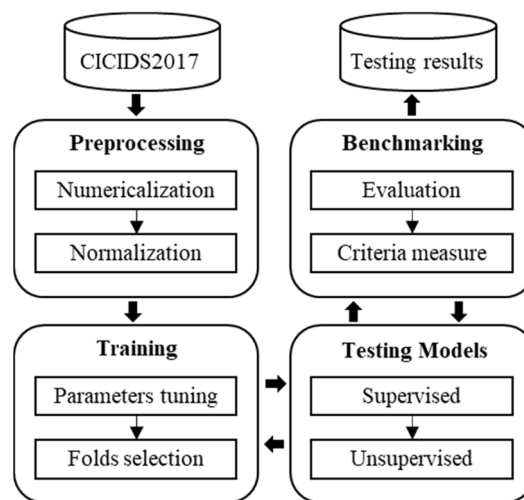 CICIDS2017
Testing results
Preprocessing
Numericalization
Normalization
Benchmarking
Evaluation
Criteria measure
Training
Parameters tuning
Folds selection
Testing Models
Supervised
Unsupervised